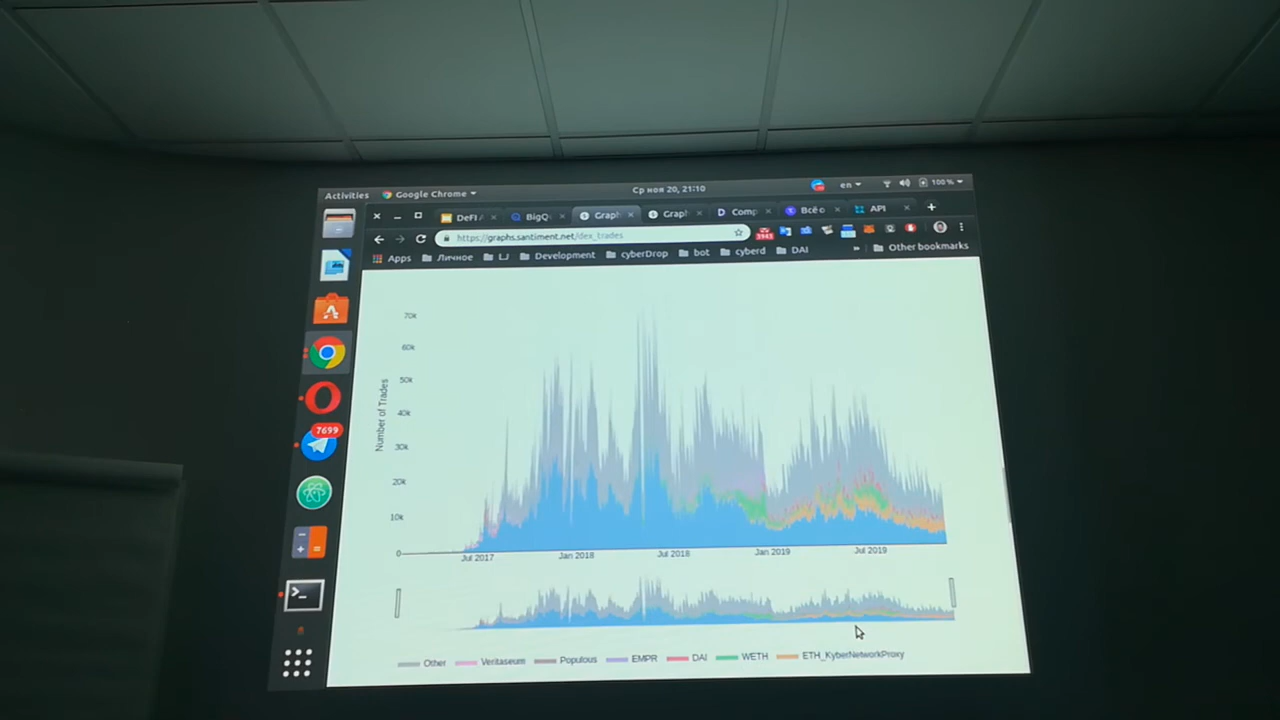 Activities Google Chrome Ср ноя 20, 21:10 en 100%
DeFI BigQ Graph Graph Comp Всё о API
https://graphs.santiment.net/dex_trades 3943
Apps Личное Development cyberDrop bot cyberd DAI » Other bookmarks
7699
Number of Trades
70k
60k
50k
40k
30k
20k
10k
0
Jul 2017 Jan 2018 Jul 2018 Jan 2019 Jul 2019
Other Veritaseum Populous EMPR DAI WETH ETH_KyberNetworkProxy